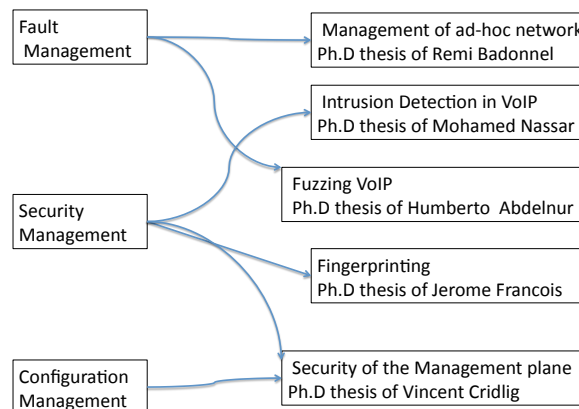 Fault
Management
Management of ad-hoc network
Ph.D thesis of Remi Badonnel
Intrusion Detection in VoIP
Ph.D thesis of Mohamed Nassar
Fuzzing VoIP
Ph.D thesis of Humberto Abdelnur
Security
Management
Fingerprinting
Ph.D thesis of Jerome Francois
Security of the Management plane
Ph.D thesis of Vincent Cridlig
Configuration
Management